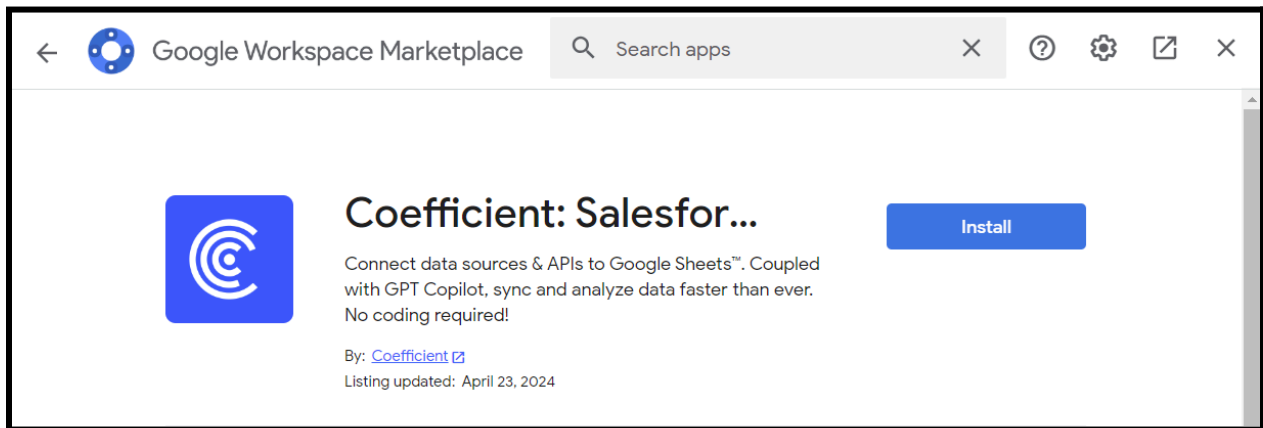 Google Workspace Marketplace
Search apps
Coefficient: Salesfor...
Install
Connect data sources & APIs to Google Sheets™. Coupled
with GPT Copilot, sync and analyze data faster than ever.
No coding required!
By: Coefficient
Listing updated: April 23, 2024